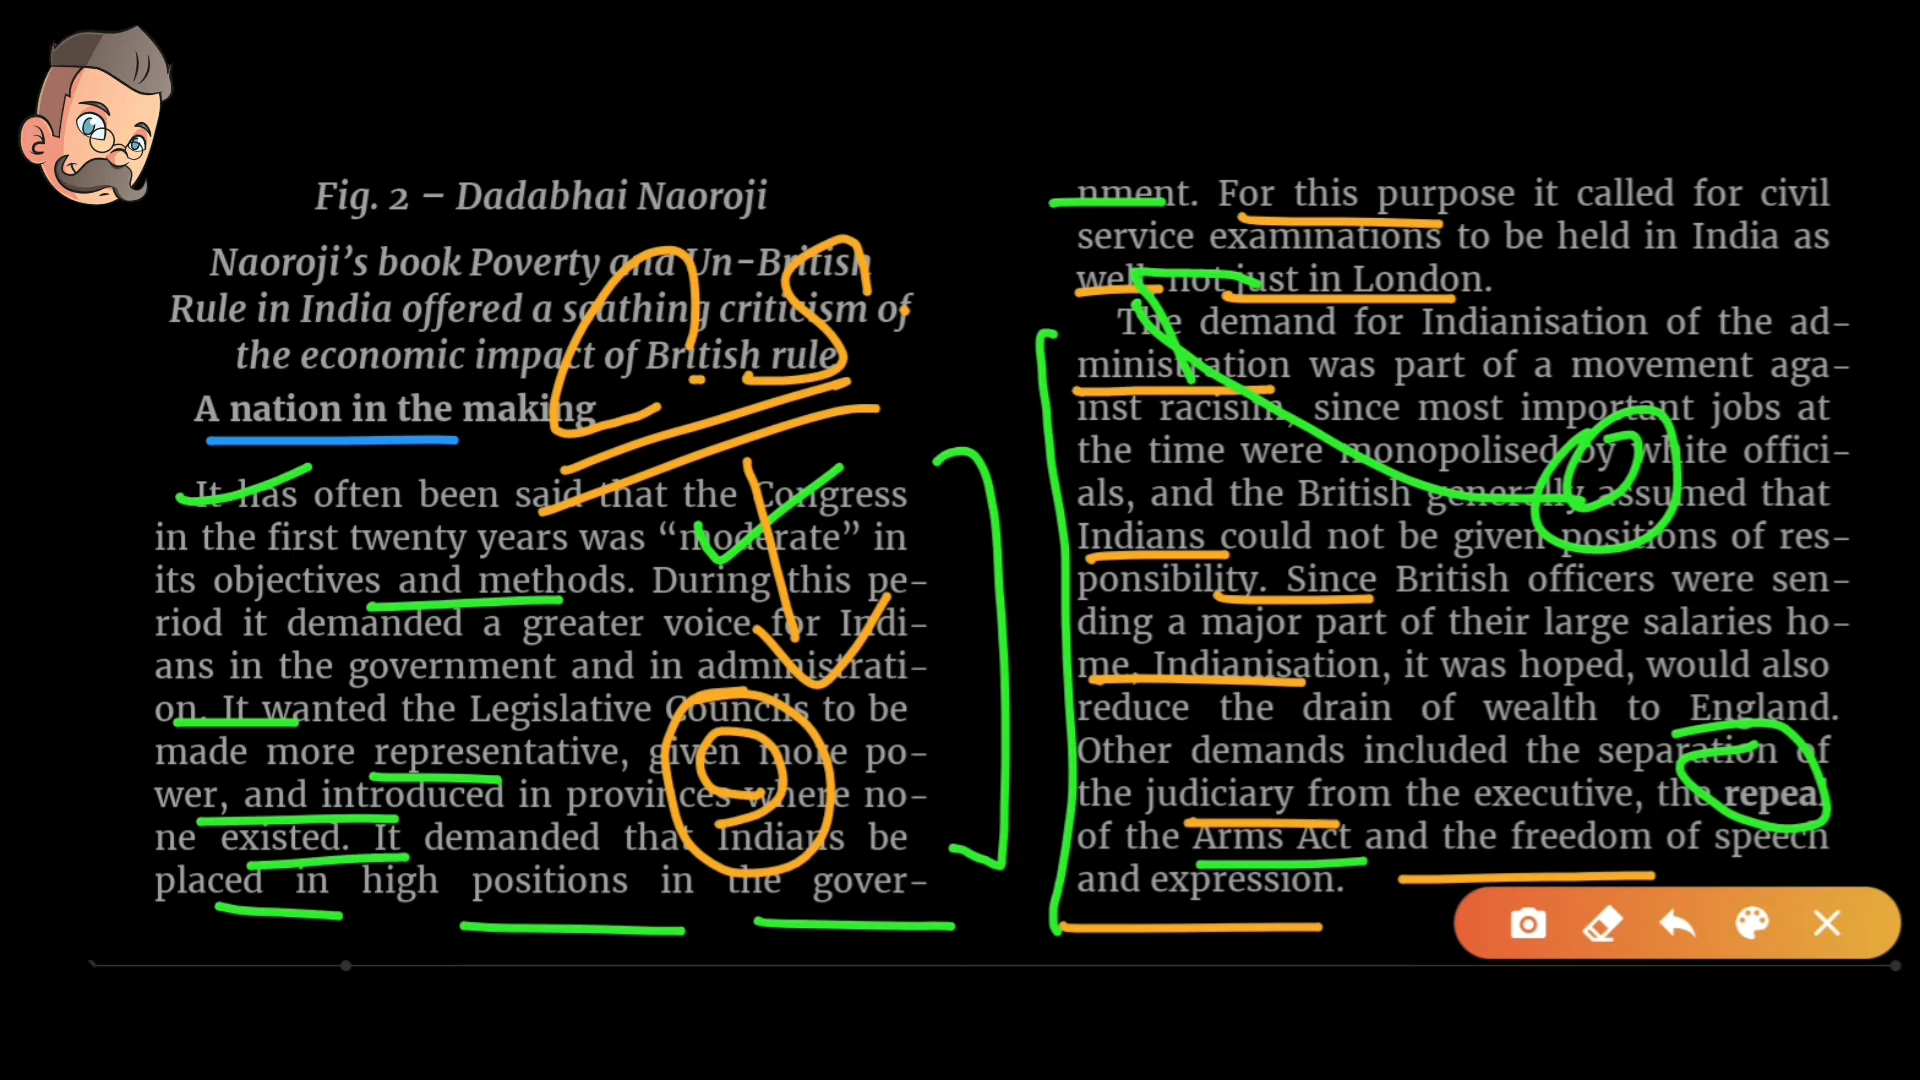 Fig. 2 – Dadabhai Naoroji
Naoroji's book Poverty and Un-British
Rule in India offered a scathing criticism of
the economic impact of British rule
A nation in the making
It has often been said that the Congress
in the first twenty years was “moderate” in
its objectives and methods. During this pe-
riod it demanded a greater voice for Indi-
ans in the government and in administrati-
on. It wanted the Legislative Councils to be
made more representative, given more po-
wer, and introduced in provinces where no-
ne existed. It demanded that Indians be
placed in high positions in the gover-
C.S
nment. For this purpose it called for civil
service examinations to be held in India as
well not just in London.
The demand for Indianisation of the ad-
ministration was part of a movement aga-
inst racism, since most important jobs at
the time were monopolised by white offici-
als, and the British generally assumed that
Indians could not be given positions of res-
ponsibility. Since British officers were sen-
ding a major part of their large salaries ho-
me, Indianisation, it was hoped, would also
reduce the drain of wealth to England.
Other demands included the separation of
the judiciary from the executive, the repeal
of the Arms Act and the freedom of speech
and expression.